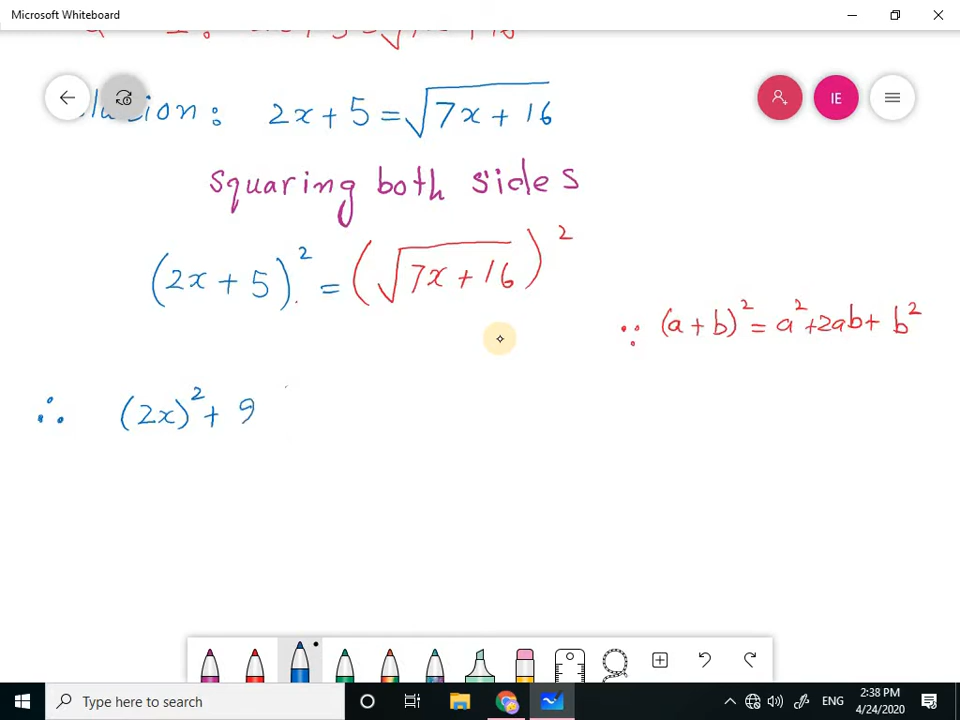 Microsoft Whiteboard
lution: 2x + 5 = √7x + 16
IE
Squaring both sides
(2x + 5)² = (√7x + 16)²
∵ (a + b)² = a² + 2ab + b²
∴ (2x)² + 9
Type here to search
ENG
2:38 PM
4/24/2020